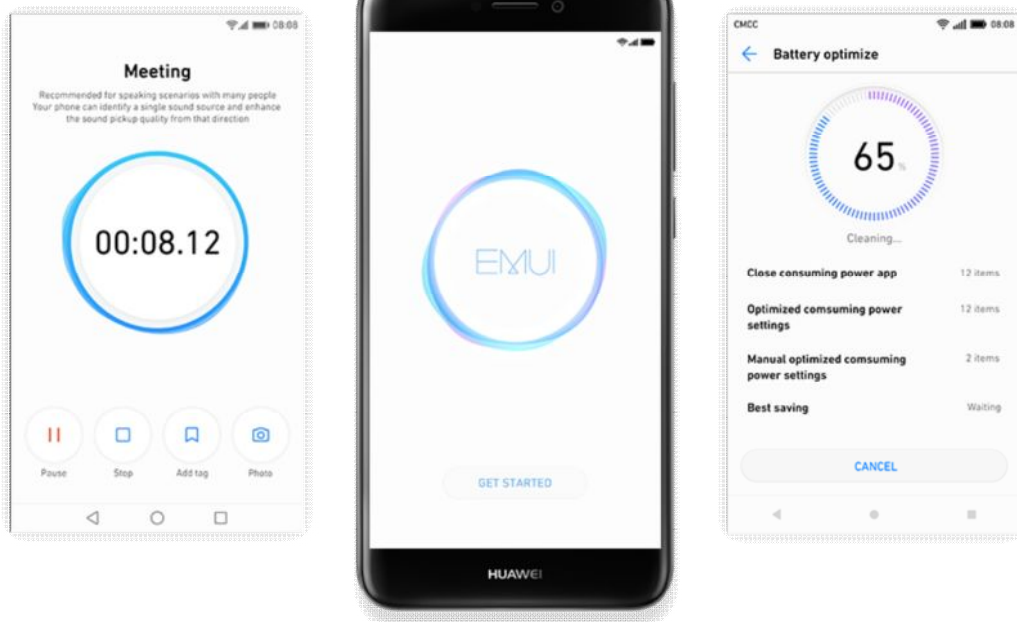 08:08
Meeting
Recommended for speaking scenarios with many people
Your phone can identify a single sound source and enhance
the sound pickup quality from that direction
00:08.12
Pause
Stop
Add tag
Photo
EMUI
GET STARTED
HUAWEI
CMCC
08:08
Battery optimize
65 %
Cleaning...
Close consuming power app
12 items
Optimized comsuming power
settings
12 items
Manual optimized comsuming
power settings
2 items
Best saving
Waiting
CANCEL